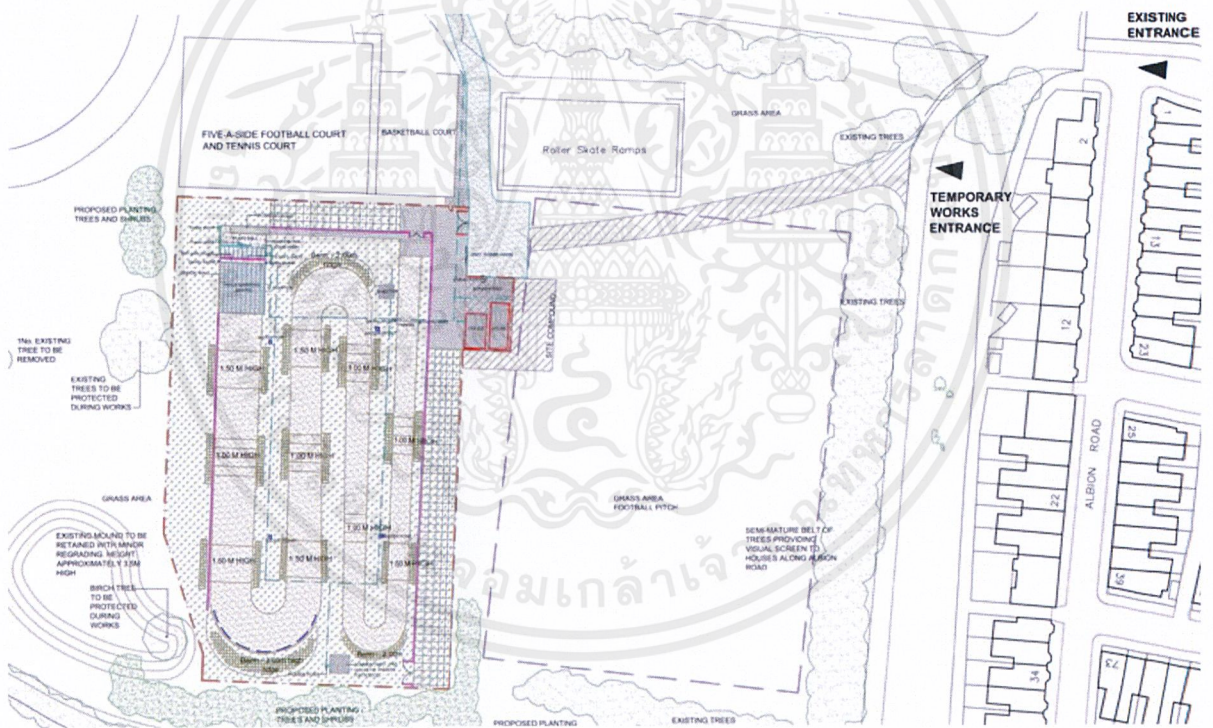 EXISTING
ENTRANCE
FIVE-A-SIDE FOOTBALL COURT
AND TENNIS COURT
BASKETBALL COURT
Roller Skate Ramps
GRASS AREA
EXISTING TREES
TEMPORARY
WORKS
ENTRANCE
1
2
13
12
23
PROPOSED PLANTING
TREES AND SHRUBS
EXISTING TREES
SITE COMPOUND
1No. EXISTING
TREE TO BE
REMOVED
EXISTING
TREES TO BE
PROTECTED
DURING WORKS
1.50 M HIGH
1.50 M HIGH
1.00 M HIGH
1.00 M HIGH
1.00 M HIGH
1.00 M HIGH
GRASS AREA
GRASS AREA
FOOTBALL PITCH
ALBION ROAD
25
22
39
EXISTING MOUND TO BE
RETAINED WITH MINOR
REGRADING. HEIGHT
APPROXIMATELY 3.5M
HIGH
1.00 M HIGH
1.50 M HIGH
1.50 M HIGH
1.50 M HIGH
SEMI-MATURE BELT OF
TREES PROVIDING
VISUAL SCREEN TO
HOUSES ALONG ALBION
ROAD
BIRCH TREE
TO BE
PROTECTED
DURING
WORKS
34
73
PROPOSED PLANTING
TREES AND SHRUBS
PROPOSED PLANTING
EXISTING TREES